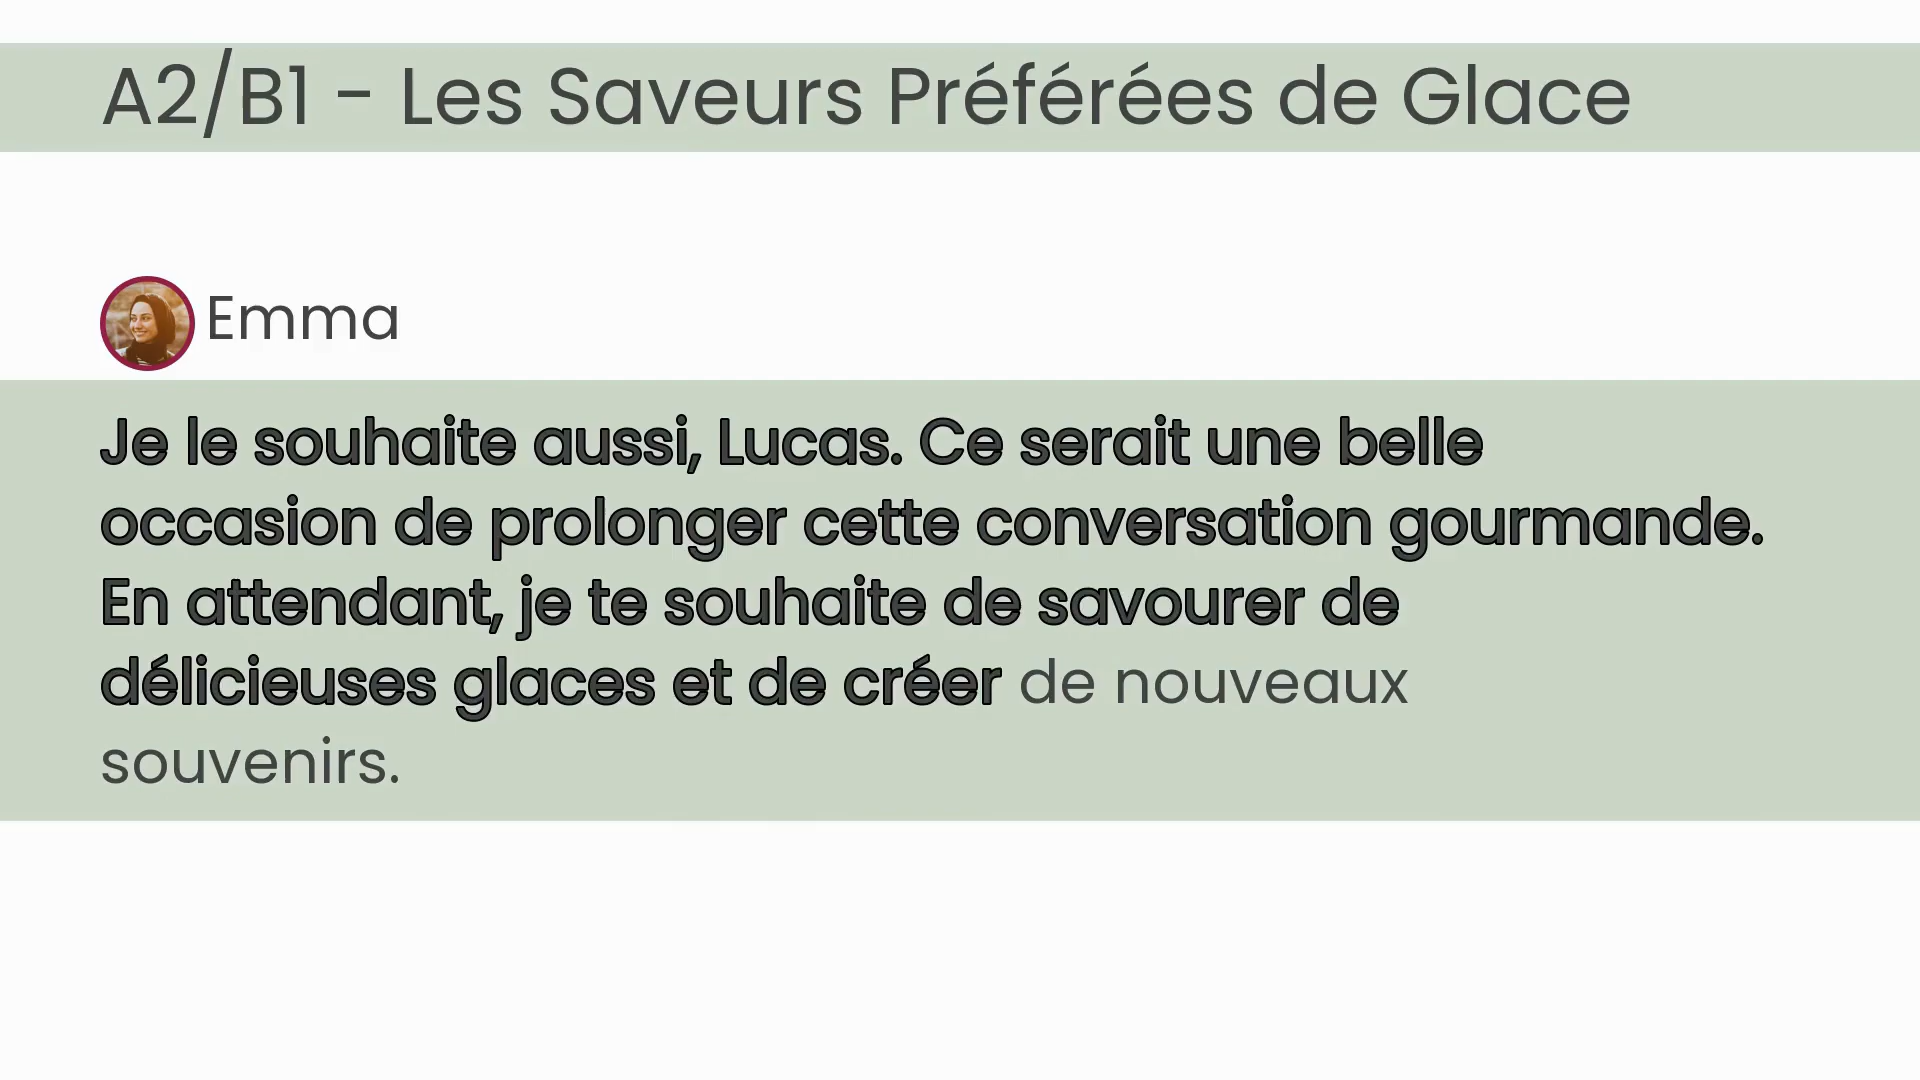 A2/B1 - Les Saveurs Préférées de Glace
Emma
Je le souhaite aussi, Lucas. Ce serait une belle
occasion de prolonger cette conversation gourmande.
En attendant, je te souhaite de savourer de
délicieuses glaces et de créer de nouveaux
souvenirs.